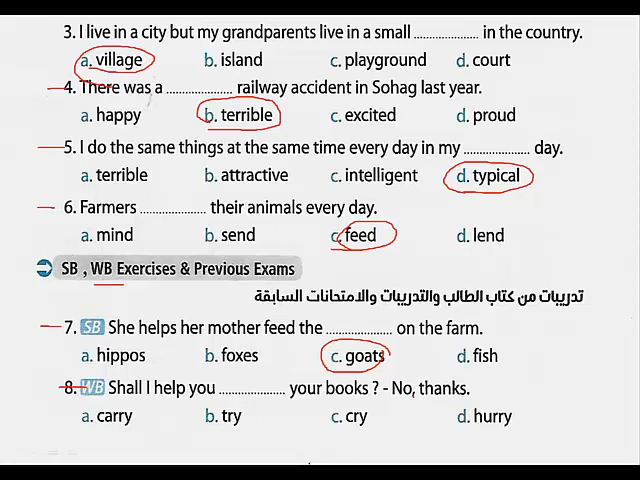 3. I live in a city but my grandparents live in a small .................... in the country.
a. village b. island c. playground d. court
4. There was a .................... railway accident in Sohag last year.
a. happy b. terrible c. excited d. proud
5. I do the same things at the same time every day in my .................... day.
a. terrible b. attractive c. intelligent d. typical
6. Farmers .................... their animals every day.
a. mind b. send c. feed d. lend
SB , WB Exercises & Previous Exams
تدريبات من كتاب الطالب والتدريبات والامتحانات السابقة
7. SB She helps her mother feed the .................... on the farm.
a. hippos b. foxes c. goats d. fish
8. WB Shall I help you .................... your books ? - No, thanks.
a. carry b. try c. cry d. hurry